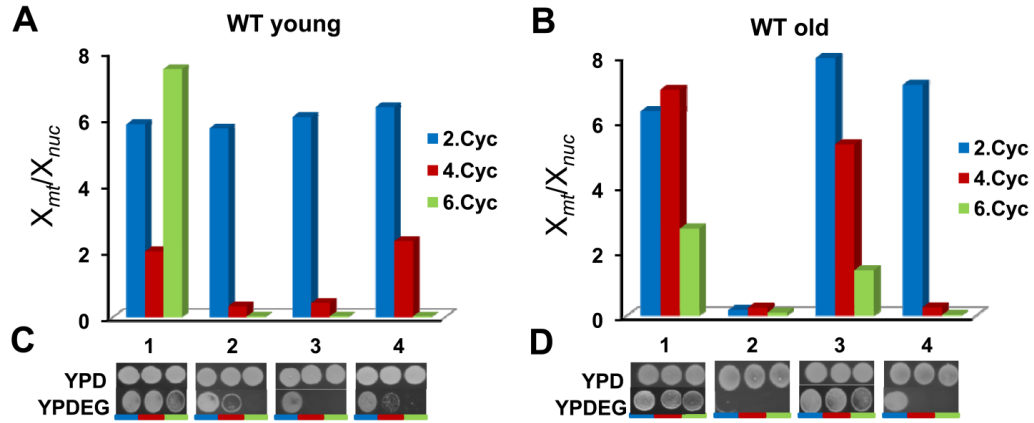 A
WT young
X_mt/X_nuc
8
6
4
2
0
2.Cyc
4.Cyc
6.Cyc
1 2 3 4
B
WT old
X_mt/X_nuc
8
6
4
2
0
2.Cyc
4.Cyc
6.Cyc
1 2 3 4
C
YPD
YPDEG
D
YPD
YPDEG